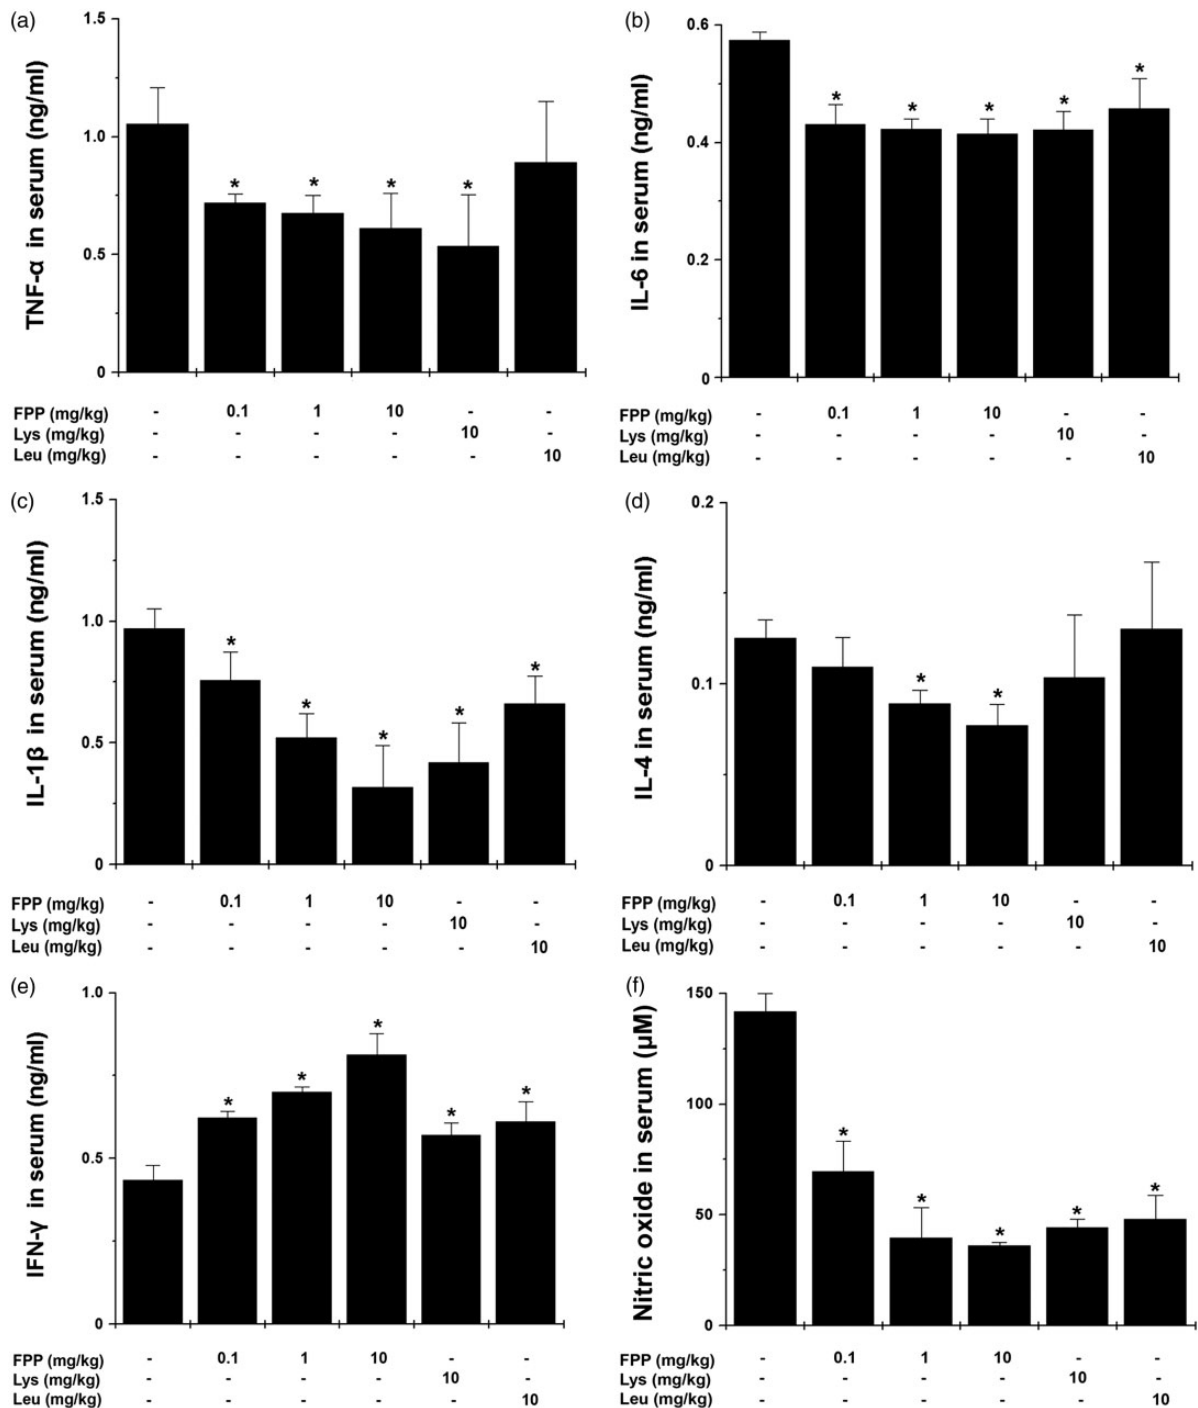 (a)
TNF-α in serum (ng/ml)
1.5
1.0
0.5
0
* * * *
FPP (mg/kg) - 0.1 1 10 - -
Lys (mg/kg) - - - - 10 -
Leu (mg/kg) - - - - - 10
(b)
IL-6 in serum (ng/ml)
0.6
0.4
0.2
0
* * * * *
FPP (mg/kg) - 0.1 1 10 - -
Lys (mg/kg) - - - - 10 -
Leu (mg/kg) - - - - - 10
(c)
IL-1β in serum (ng/ml)
1.5
1.0
0.5
0
* * * * *
FPP (mg/kg) - 0.1 1 10 - -
Lys (mg/kg) - - - - 10 -
Leu (mg/kg) - - - - - 10
(d)
IL-4 in serum (ng/ml)
0.2
0.1
0
* *
FPP (mg/kg) - 0.1 1 10 - -
Lys (mg/kg) - - - - 10 -
Leu (mg/kg) - - - - - 10
(e)
IFN-γ in serum (ng/ml)
1.0
0.5
0
* * * * *
FPP (mg/kg) - 0.1 1 10 - -
Lys (mg/kg) - - - - 10 -
Leu (mg/kg) - - - - - 10
(f)
Nitric oxide in serum (μM)
150
100
50
0
* * * * *
FPP (mg/kg) - 0.1 1 10 - -
Lys (mg/kg) - - - - 10 -
Leu (mg/kg) - - - - - 10